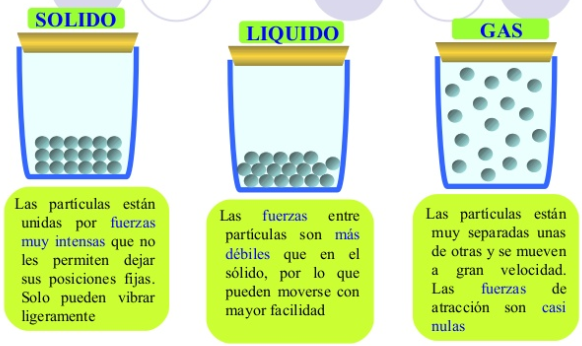 SOLIDO
Las partículas están
unidas por fuerzas
muy intensas que no
les permiten dejar
sus posiciones fijas.
Solo pueden vibrar
ligeramente
LIQUIDO
Las fuerzas entre
partículas son más
débiles que en el
sólido, por lo que
pueden moverse con
mayor facilidad
GAS
Las partículas están
muy separadas unas
de otras y se mueven
a gran velocidad.
Las fuerzas de
atracción son casi
nulas